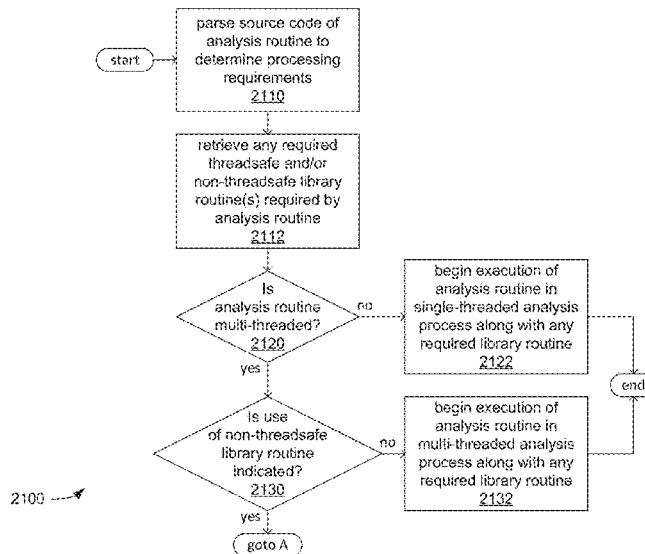 start
parse source code of
analysis routine to
determine processing
requirements
2110
retrieve any required
threadsafe and/or
non-threadsafe library
routine(s) required by
analysis routine
2112
Is
analysis routine
multi-threaded?
2120
no
begin execution of
analysis routine in
single-threaded analysis
process along with any
required library routine
2122
yes
end
Is use
of non-threadsafe
library routine
indicated?
2130
no
begin execution of
analysis routine in
multi-threaded analysis
process along with any
required library routine
2132
2100
yes
goto A